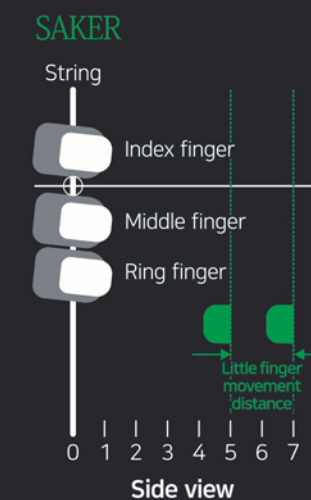 SAKER
String
Index finger
Middle finger
Ring finger
Little finger
movement
distance
0 1 2 3 4 5 6 7
Side view